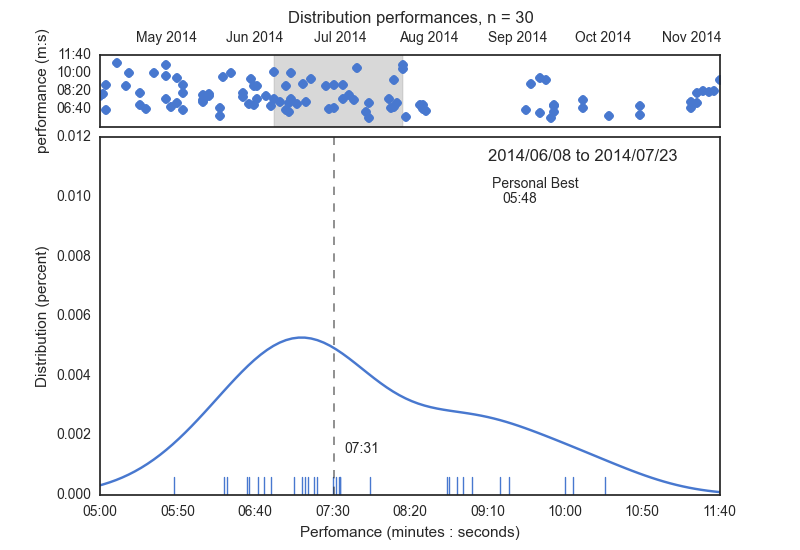 Distribution performances, n = 30
May 2014 Jun 2014 Jul 2014 Aug 2014 Sep 2014 Oct 2014 Nov 2014
performance (m:s)
11:40
10:00
08:20
06:40
Distribution (percent)
0.012
0.010
0.008
0.006
0.004
0.002
0.000
2014/06/08 to 2014/07/23
Personal Best
05:48
07:31
05:00 05:50 06:40 07:30 08:20 09:10 10:00 10:50 11:40
Perfomance (minutes : seconds)